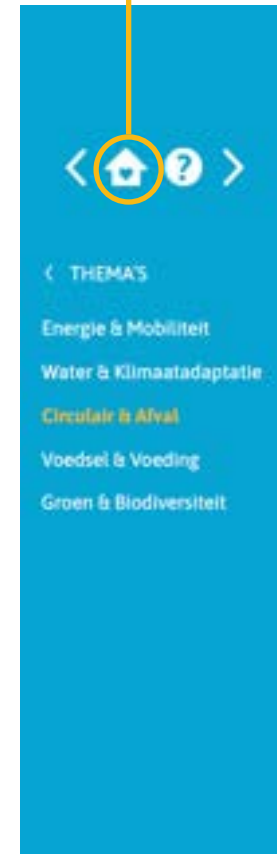 < ? >
< THEMA'S
Energie & Mobiliteit
Water & Klimaatadaptatie
Circulair & Afval
Voedsel & Voeding
Groen & Biodiversiteit